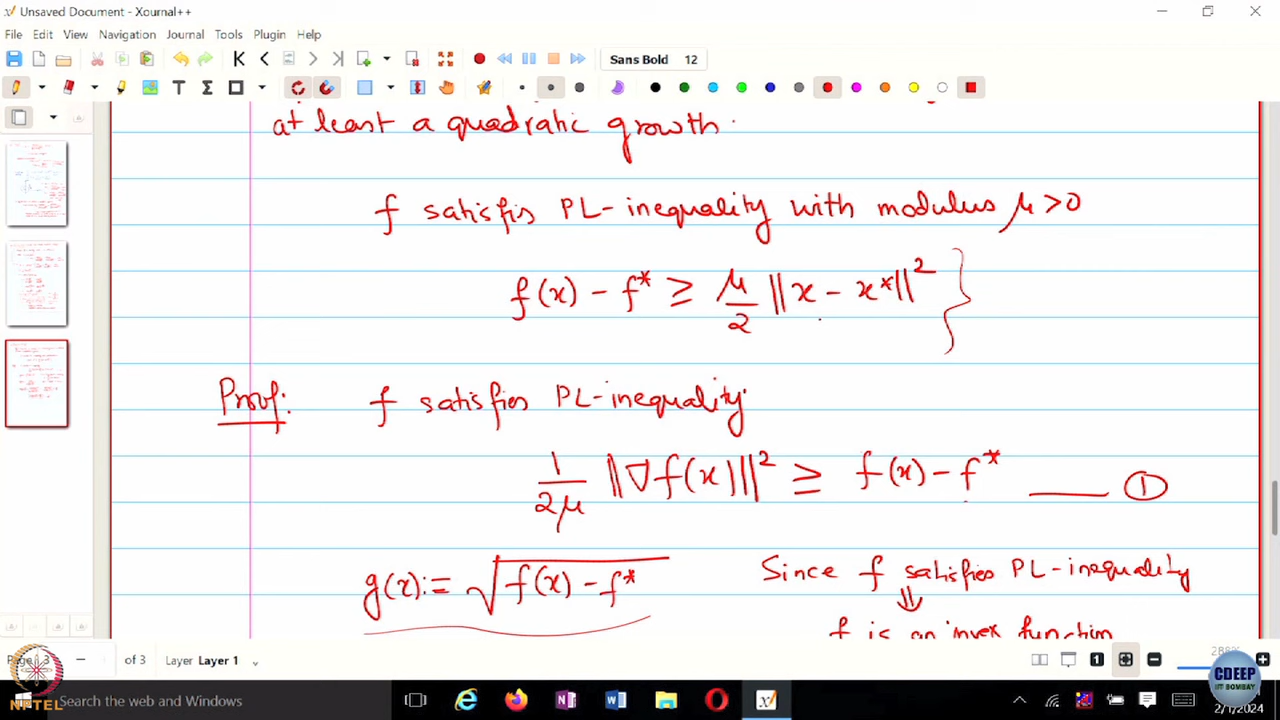 Unsaved Document - Xournal++
File Edit View Navigation Journal Tools Plugin Help
Sans Bold 12
at least a quadratic growth.
f satisfis PL-inequality with modulus μ > 0
f(x) - f* ≥ μ/2 ||x - x*||² }
Proof: f satisfies PL-inequality
1/2μ ||∇f(x)||² ≥ f(x) - f* —— ①
g(x) := √f(x) - f* Since f satisfies PL-inequality
⇓
f is an invex function
of 3 Layer Layer 1
288%
Search the web and Windows
NPTEL
CDEEP
IIT BOMBAY
2/1/2024